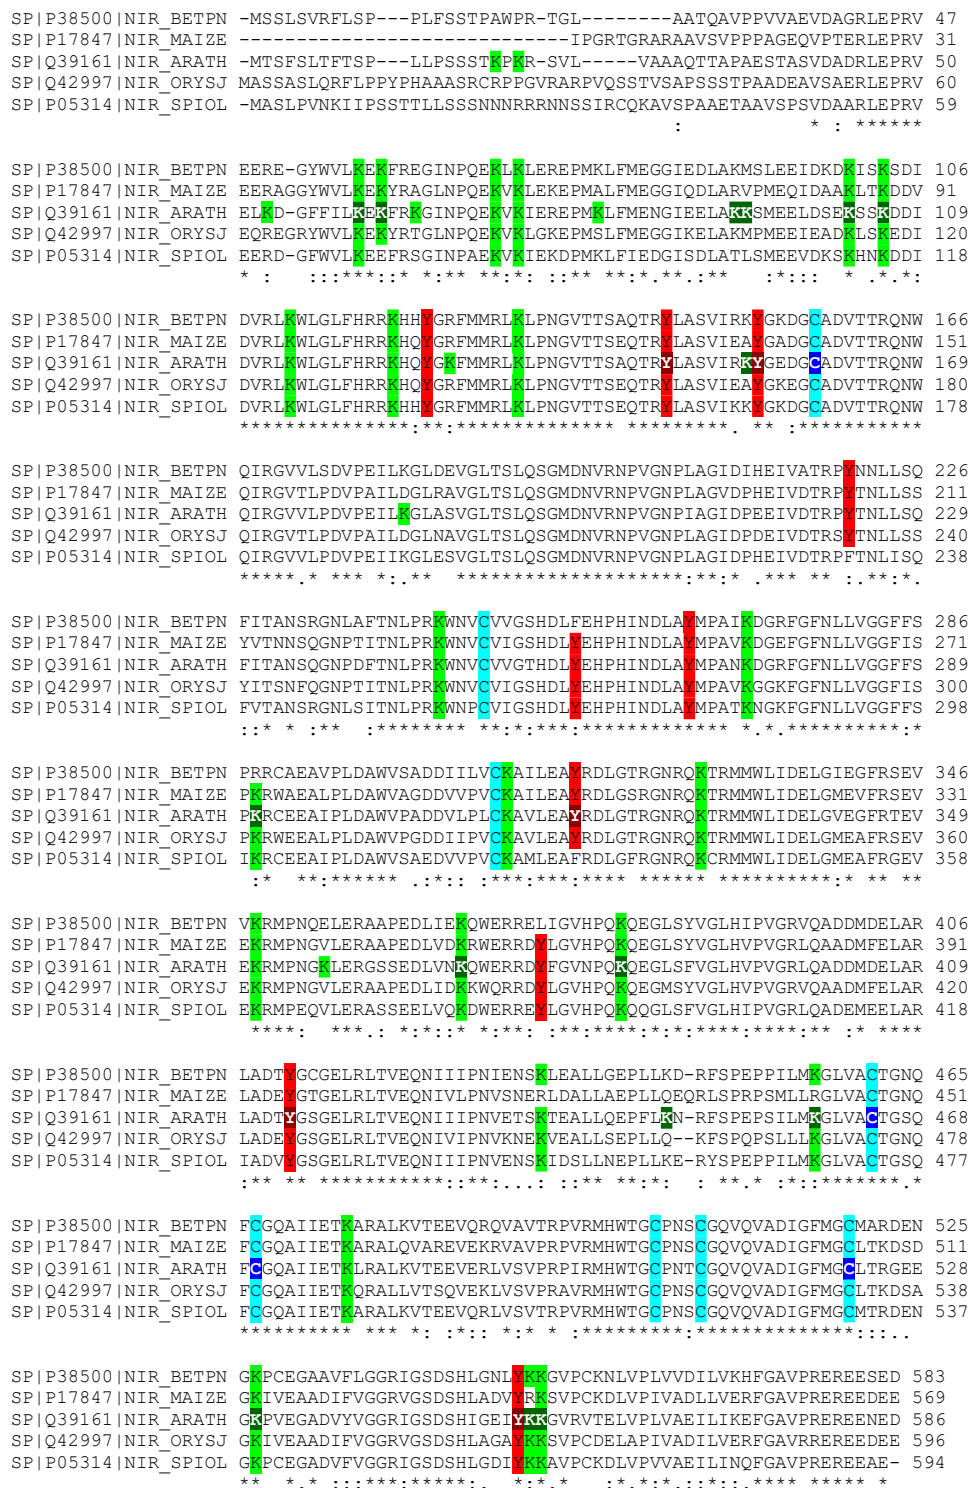 SP|P38500|NIR_BETPN -MSSLSVRFLSP---PLFSSTPAWPR-TGL--------AATQAVPPVVAEVDAGRLEPRV 47
SP|P17847|NIR_MAIZE -----------------------------IPGRTGRARAAVSVPPPAGEQVPTERLEPRV 31
SP|Q39161|NIR_ARATH -MTSFSLTFTSP---LLPSSSTKPKR-SVL-----VAAAQTTAPAESTASVDADRLEPRV 50
SP|Q42997|NIR_ORYSJ MASSASLQRFLPPYPHAAASRCRPPGVRARPVQSSTVSAPSSSTPAADEAVSAERLEPRV 60
SP|P05314|NIR_SPIOL -MASLPVNKIIPSSTTLLSSSNNNRRRNNSSIRCQKAVSPAAETAAVSPSVDAARLEPRV 59
: * : ******
SP|P38500|NIR_BETPN EERE-GYWVLKEKFREGINPQEKLKLEREPMKLFMEGGIEDLAKMSLEEIDKDKISKSDI 106
SP|P17847|NIR_MAIZE EERAGGYWVLKEKYRAGLNPQEKVKLEKEPMALFMEGGIQDLARVPMEQIDAAKLTKDDV 91
SP|Q39161|NIR_ARATH ELKD-GFFILKEKFRKGINPQEKVKIEREPMKLFMENGIEELAKKSMEELDSEKSSKDDI 109
SP|Q42997|NIR_ORYSJ EQREGRYWVLKEKYRTGLNPQEKVKLGKEPMSLFMEGGIKELAKMPMEEIEADKLSKEDI 120
SP|P05314|NIR_SPIOL EERD-GFWVLKEEFRSGINPAEKVKIEKDPMKLFIEDGISDLATLSMEEVDKSKHNKDDI 118
* : :::***::* *:** **:*: ::** **:*.**.:** :*::: * .*.*:
SP|P38500|NIR_BETPN DVRLKWLGLFHRRKHHYGRFMMRLKLPNGVTTSAQTRYLASVIRKYGKDGCADVTTRQNW 166
SP|P17847|NIR_MAIZE DVRLKWLGLFHRRKHQYGRFMMRLKLPNGVTTSEQTRYLASVIEAYGADGCADVTTRQNW 151
SP|Q39161|NIR_ARATH DVRLKWLGLFHRRKHQYGKFMMRLKLPNGVTTSAQTRYLASVIRKYGEDGCADVTTRQNW 169
SP|Q42997|NIR_ORYSJ DVRLKWLGLFHRRKHQYGRFMMRLKLPNGVTTSEQTRYLASVIEAYGKEGCADVTTRQNW 180
SP|P05314|NIR_SPIOL DVRLKWLGLFHRRKHHYGRFMMRLKLPNGVTTSEQTRYLASVIKKYGKDGCADVTTRQNW 178
***************:**:************** *********. ** :***********
SP|P38500|NIR_BETPN QIRGVVLSDVPEILKGLDEVGLTSLQSGMDNVRNPVGNPLAGIDIHEIVATRPYNNLLSQ 226
SP|P17847|NIR_MAIZE QIRGVTLPDVPAILDGLRAVGLTSLQSGMDNVRNPVGNPLAGVDPHEIVDTRPYTNLLSS 211
SP|Q39161|NIR_ARATH QIRGVVLPDVPEILKGLASVGLTSLQSGMDNVRNPVGNPIAGIDPEEIVDTRPYTNLLSQ 229
SP|Q42997|NIR_ORYSJ QIRGVTLPDVPAILDGLNAVGLTSLQSGMDNVRNPVGNPLAGIDPDEIVDTRSYTNLLSS 240
SP|P05314|NIR_SPIOL QIRGVVLPDVPEIIKGLESVGLTSLQSGMDNVRNPVGNPLAGIDPHEIVDTRPFTNLISQ 238
*****.* *** *:.** ********************:**:* .*** ** :.**:*.
SP|P38500|NIR_BETPN FITANSRGNLAFTNLPRKWNVCVVGSHDLFEHPHINDLAYMPAIKDGRFGFNLLVGGFFS 286
SP|P17847|NIR_MAIZE YVTNNSQGNPTITNLPRKWNVCVIGSHDLYEHPHINDLAYMPAVKDGEFGFNLLVGGFIS 271
SP|Q39161|NIR_ARATH FITANSQGNPDFTNLPRKWNVCVVGTHDLYEHPHINDLAYMPANKDGRFGFNLLVGGFFS 289
SP|Q42997|NIR_ORYSJ YITSNFQGNPTITNLPRKWNVCVIGSHDLYEHPHINDLAYMPAVKGGKFGFNLLVGGFIS 300
SP|P05314|NIR_SPIOL FVTANSRGNLSITNLPRKWNPCVIGSHDLYEHPHINDLAYMPATKNGKFGFNLLVGGFFS 298
::* * :** :******** **:*:***:************* *.*.**********:*
SP|P38500|NIR_BETPN PRRCAEAVPLDAWVSADDIILVCKAILEAYRDLGTRGNRQKTRMMWLIDELGIEGFRSEV 346
SP|P17847|NIR_MAIZE PKRWAEALPLDAWVAGDDVVPVCKAILEAYRDLGSRGNRQKTRMMWLIDELGMEVFRSEV 331
SP|Q39161|NIR_ARATH PKRCEEAIPLDAWVPADDVLPLCKAVLEAYRDLGTRGNRQKTRMMWLIDELGVEGFRTEV 349
SP|Q42997|NIR_ORYSJ PKRWEEALPLDAWVPGDDIIPVCKAVLEAYRDLGTRGNRQKTRMMWLIDELGMEAFRSEV 360
SP|P05314|NIR_SPIOL IKRCEEAIPLDAWVSAEDVVPVCKAMLEAFRDLGFRGNRQKCRMMWLIDELGMEAFRGEV 358
:* **:****** .:*:: :***:***:**** ****** **********:* ** **
SP|P38500|NIR_BETPN VKRMPNQELERAAPEDLIEKQWERRELIGVHPQKQEGLSYVGLHIPVGRVQADDMDELAR 406
SP|P17847|NIR_MAIZE EKRMPNGVLERAAPEDLVDKRWERRDYLGVHPQKQEGLSYVGLHVPVGRLQAADMFELAR 391
SP|Q39161|NIR_ARATH EKRMPNGKLERGSSEDLVNKQWERRDYFGVNPQKQEGLSFVGLHVPVGRLQADDMDELAR 409
SP|Q42997|NIR_ORYSJ EKRMPNGVLERAAPEDLIDKKWQRRDYLGVHPQKQEGMSYVGLHVPVGRVQAADMFELAR 420
SP|P05314|NIR_SPIOL EKRMPEQVLERASSEELVQKDWERREYLGVHPQKQQGLSFVGLHIPVGRLQADEMEELAR 418
****: ***.: *:*::* *:**: :**:****:*:*:****:****:** :* ****
SP|P38500|NIR_BETPN LADTYGCGELRLTVEQNIIIPNIENSKLEALLGEPLLKD-RFSPEPPILMKGLVACTGNQ 465
SP|P17847|NIR_MAIZE LADEYGTGELRLTVEQNIVLPNVSNERLDALLAEPLLQEQRLSPRPSMLLRGLVACTGNQ 451
SP|Q39161|NIR_ARATH LADTYGSGELRLTVEQNIIIPNVETSKTEALLQEPFLKN-RFSPEPSILMKGLVACTGSQ 468
SP|Q42997|NIR_ORYSJ LADEYGSGELRLTVEQNIVIPNVKNEKVEALLSEPLLQ--KFSPQPSLLLKGLVACTGNQ 478
SP|P05314|NIR_SPIOL IADVYGSGELRLTVEQNIIIPNVENSKIDSLLNEPLLKE-RYSPEPPILMKGLVACTGSQ 477
:** ** ***********::**:...: ::** **:*: : **.* :*::*******.*
SP|P38500|NIR_BETPN FCGQAIIETKARALKVTEEVQRQVAVTRPVRMHWTGCPNSCGQVQVADIGFMGCMARDEN 525
SP|P17847|NIR_MAIZE FCGQAIIETKARALQVAREVEKRVAVPRPVRMHWTGCPNSCGQVQVADIGFMGCLTKDSD 511
SP|Q39161|NIR_ARATH FCGQAIIETKLRALKVTEEVERLVSVPRPIRMHWTGCPNTCGQVQVADIGFMGCLTRGEE 528
SP|Q42997|NIR_ORYSJ FCGQAIIETKQRALLVTSQVEKLVSVPRAVRMHWTGCPNSCGQVQVADIGFMGCLTKDSA 538
SP|P05314|NIR_SPIOL FCGQAIIETKARALKVTEEVQRLVSVTRPVRMHWTGCPNSCGQVQVADIGFMGCMTRDEN 537
********** *** *: :*:: *:* * :*********:**************:::..
SP|P38500|NIR_BETPN GKPCEGAAVFLGGRIGSDSHLGNLYKKGVPCKNLVPLVVDILVKHFGAVPREREESED 583
SP|P17847|NIR_MAIZE GKIVEAADIFVGGRVGSDSHLADVYRKSVPCKDLVPIVADLLVERFGAVPREREEDEE 569
SP|Q39161|NIR_ARATH GKPVEGADVYVGGRIGSDSHIGEIYKKGVRVTELVPLVAEILIKEFGAVPREREENED 586
SP|Q42997|NIR_ORYSJ GKIVEAADIFVGGRVGSDSHLAGAYKKSVPCDELAPIVADILVERFGAVRREREEDEE 596
SP|P05314|NIR_SPIOL GKPCEGADVFVGGRIGSDSHLGDIYKKAVPCKDLVPVVAEILINQFGAVPREREEAE- 594
** *.* :::***:*****:. *:*.* :*.*:*.::*::.**** ***** *